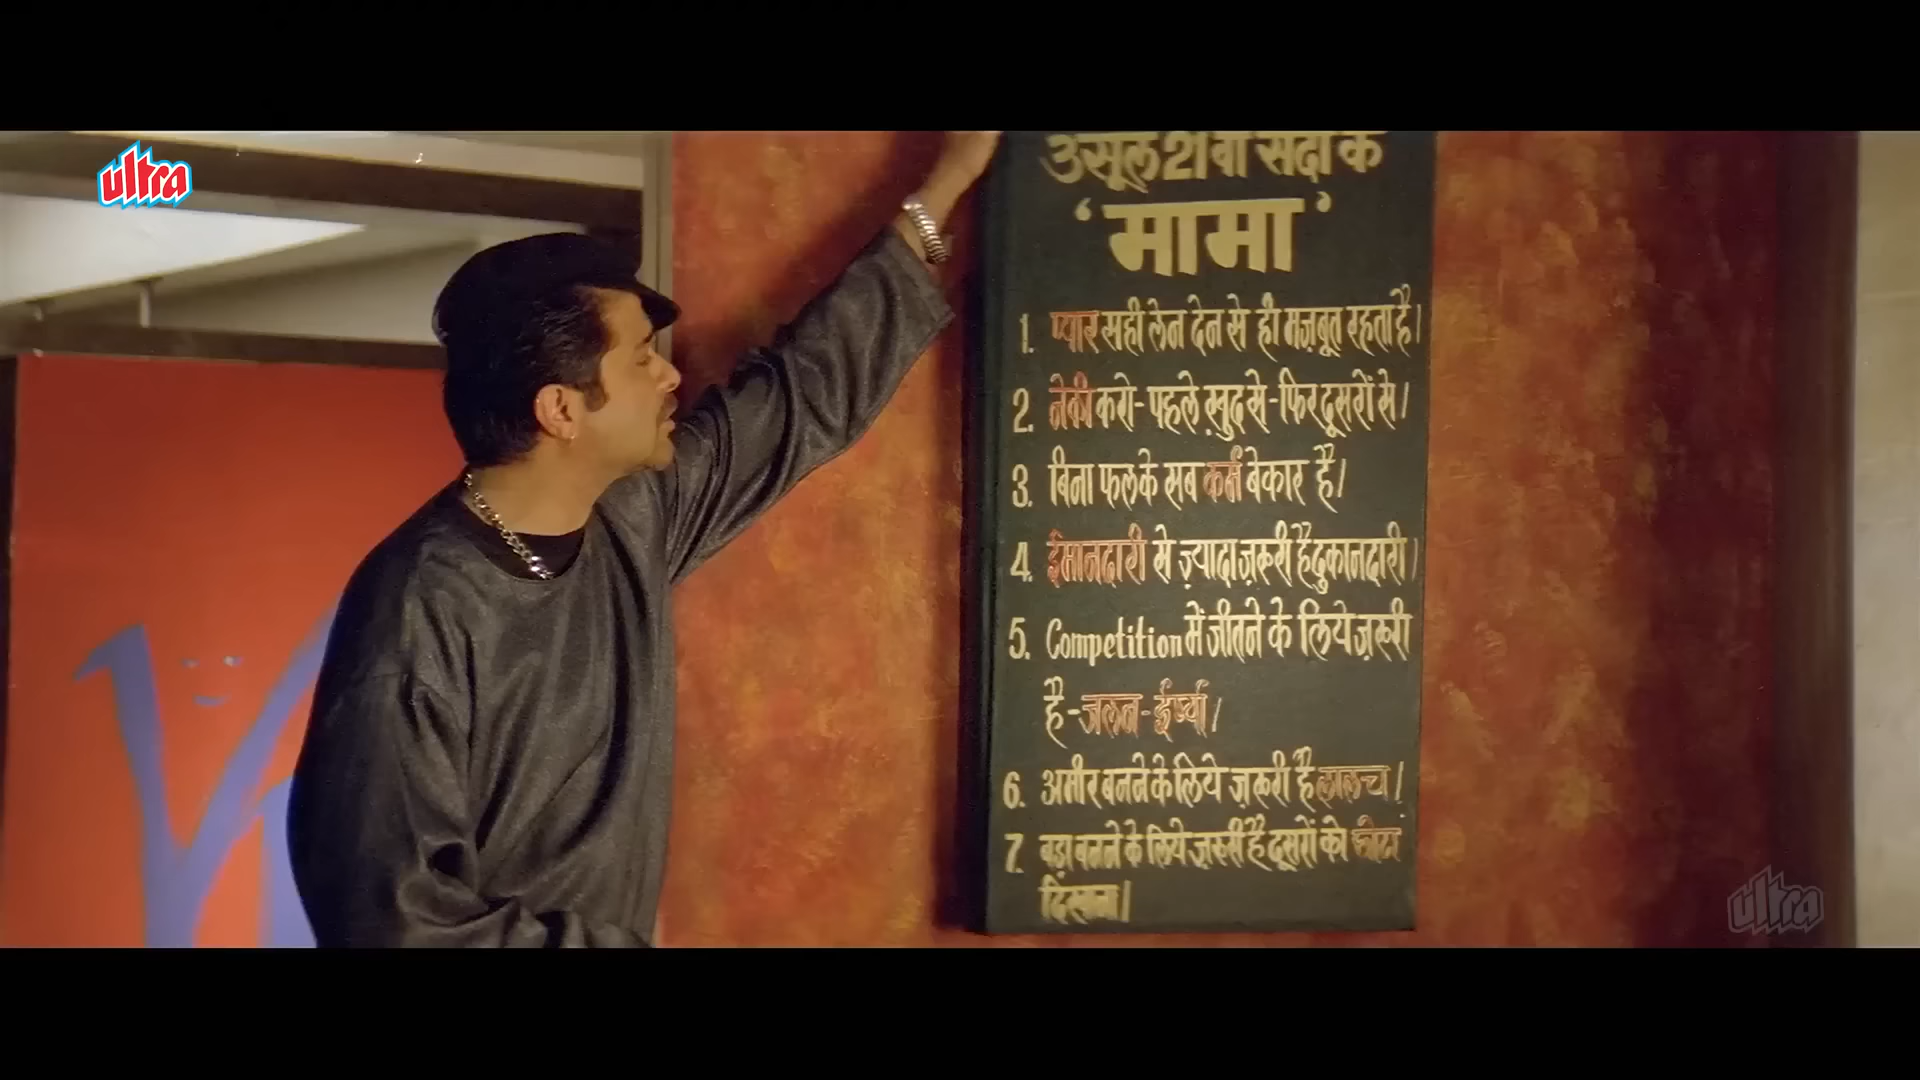 ultra
उसूल 21 वी सदी के
'मामा'
1. प्यार सही लेन देन से ही मज़बूत रहता है।
2. नेकी करो - पहले ख़ुद से - फिर दूसरों से।
3. बिना फल के सब कर्म बेकार है।
4. ईमानदारी से ज़्यादा ज़रूरी है दुकानदारी।
5. Competition में जीतने के लिये ज़रूरी
है - जलन - ईर्ष्या।
6. अमीर बनने के लिये ज़रूरी है लालच।
7. बड़ा बनने के लिये ज़रूरी है दूसरों को छोटा
दिखाना।
ultra